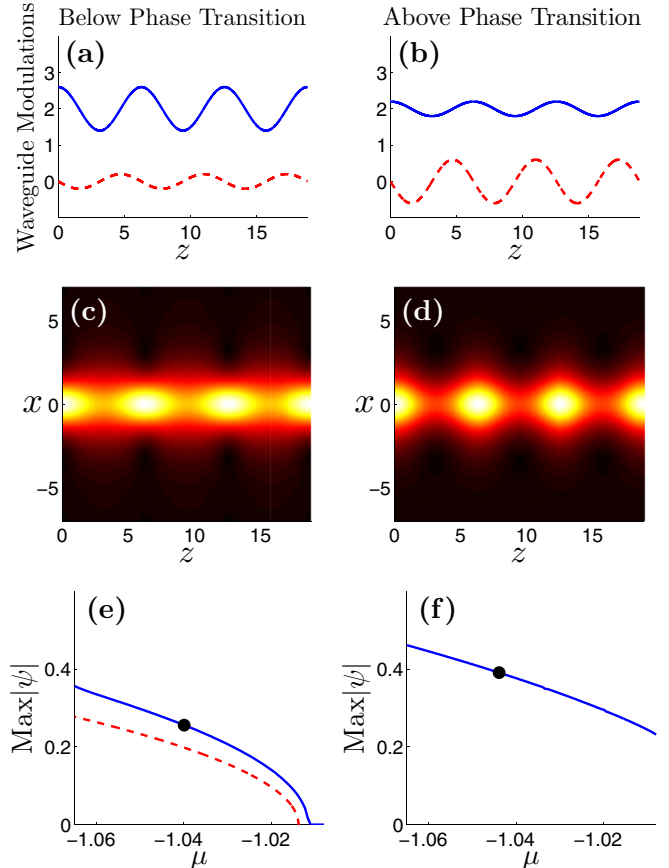 Below Phase Transition Above Phase Transition
Waveguide Modulations
(a) (b)
3 3
2 2
1 1
0 0
0 5 10 15 0 5 10 15
z z
(c) (d)
5 5
x 0 x 0
−5 −5
0 5 10 15 0 5 10 15
z z
(e) (f)
Max|ψ| Max|ψ|
0.4 0.4
0.2 0.2
0 0
−1.06 −1.04 −1.02 −1.06 −1.04 −1.02
μ μ